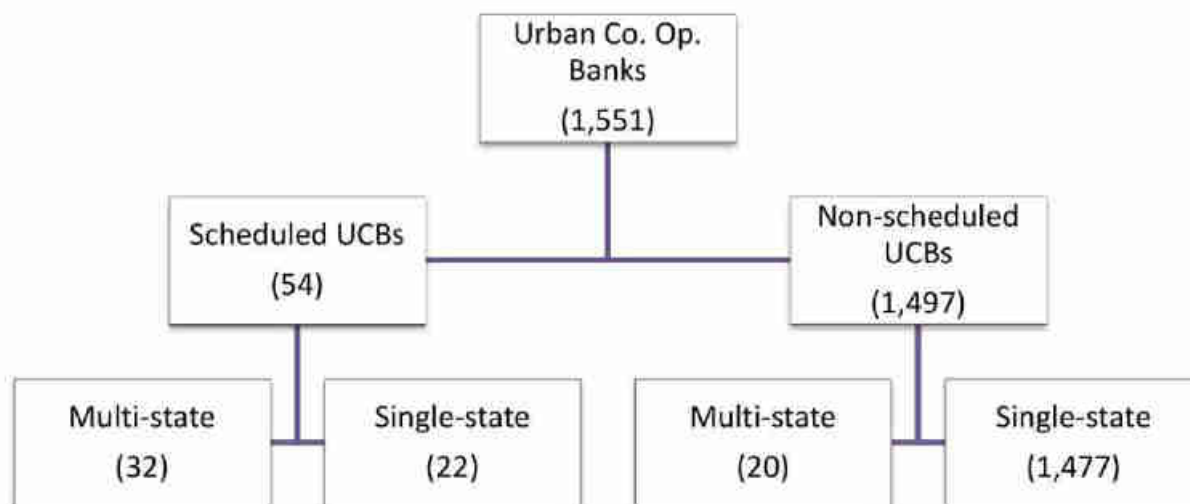 Urban Co. Op.
Banks
(1,551)
Scheduled UCBs
(54)
Non-scheduled
UCBs
(1,497)
Multi-state
(32)
Single-state
(22)
Multi-state
(20)
Single-state
(1,477)